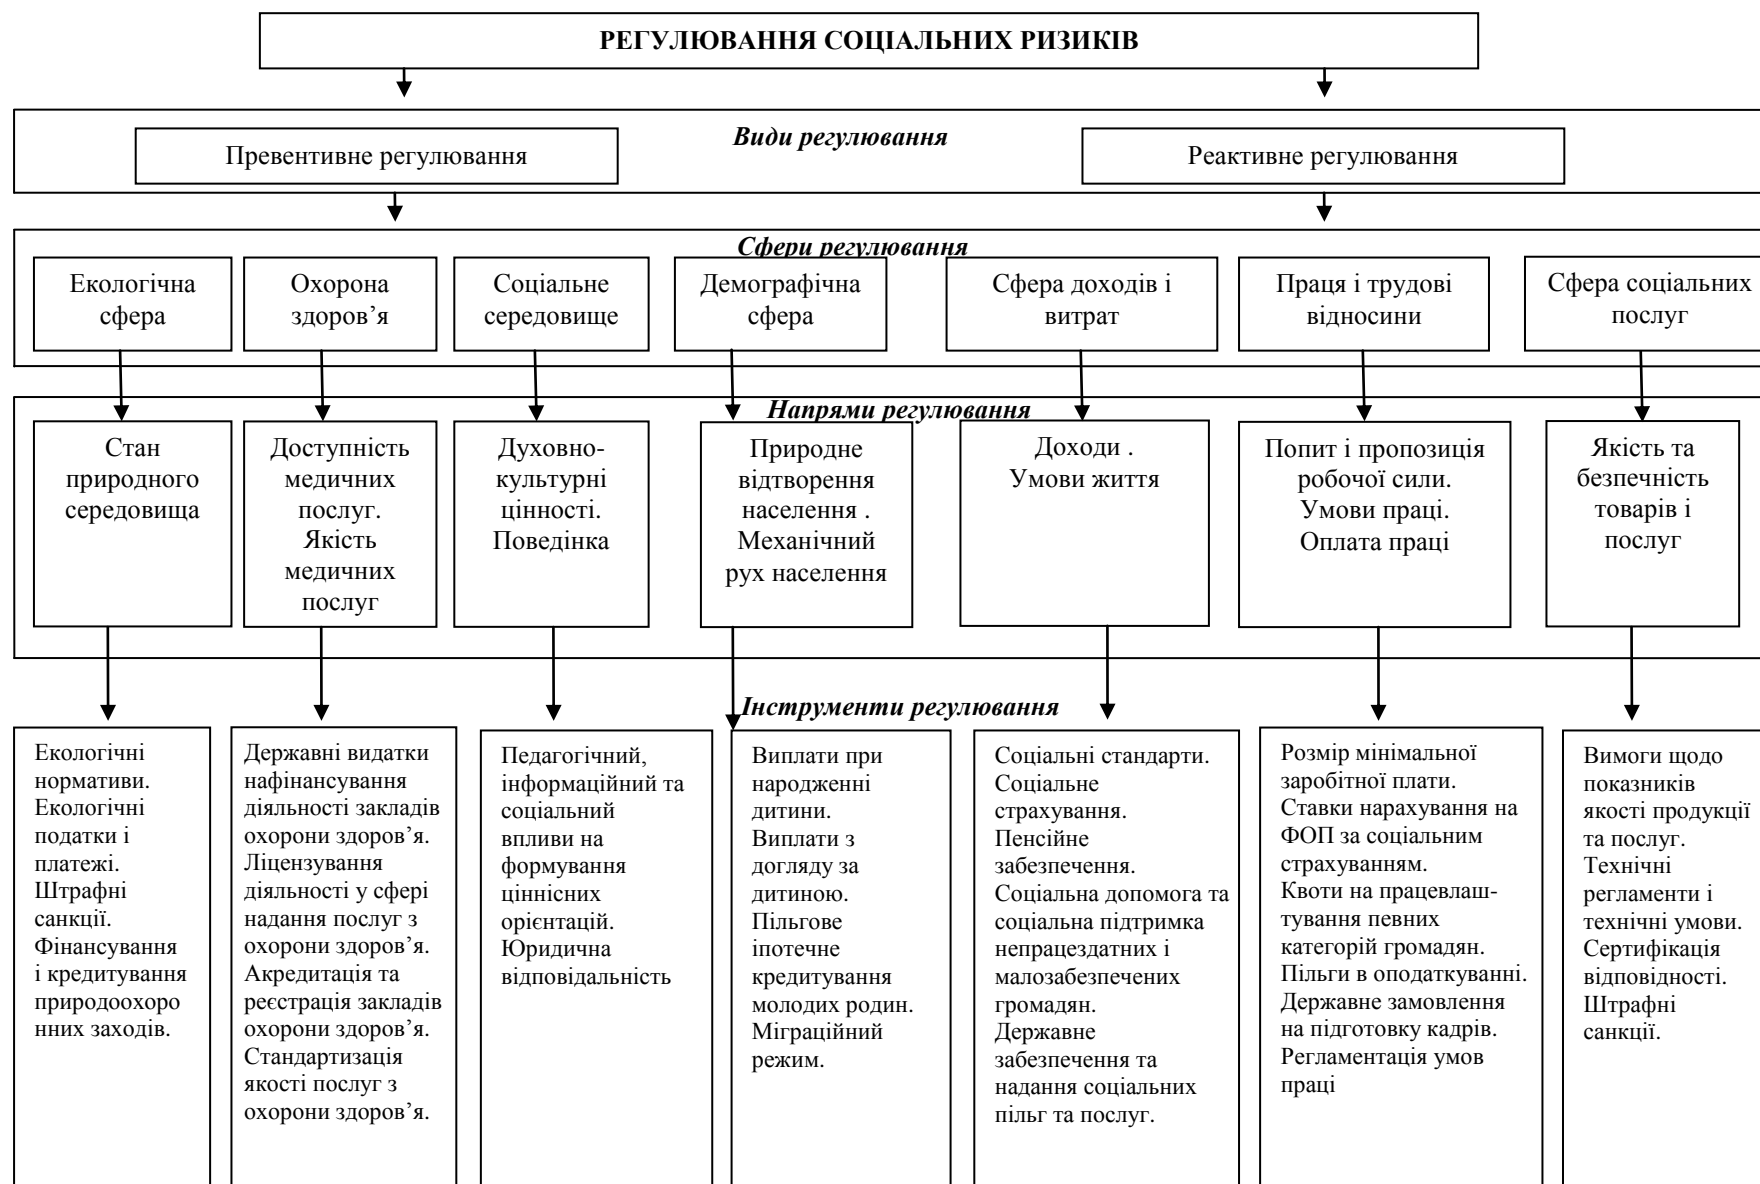 РЕГУЛЮВАННЯ СОЦІАЛЬНИХ РИЗИКІВ
Види регулювання
Превентивне регулювання
Реактивне регулювання
Сфери регулювання
Екологічна
сфера
Охорона
здоров’я
Соціальне
середовище
Демографічна
сфера
Сфера доходів і
витрат
Праця і трудові
відносини
Сфера соціальних
послуг
Напрями регулювання
Стан
природного
середовища
Доступність
медичних
послуг.
Якість
медичних
послуг
Духовно-
культурні
цінності.
Поведінка
Природне
відтворення
населення .
Механічний
рух населення
Доходи .
Умови життя
Попит і пропозиція
робочої сили.
Умови праці.
Оплата праці
Якість та
безпечність
товарів і
послуг
Інструменти регулювання
Екологічні
нормативи.
Екологічні
податки і
платежі.
Штрафні
санкції.
Фінансування
і кредитування
природоохоро
нних заходів.
Державні видатки
нафінансування
діяльності закладів
охорони здоров’я.
Ліцензування
діяльності у сфері
надання послуг з
охорони здоров’я.
Акредитація та
реєстрація закладів
охорони здоров’я.
Стандартизація
якості послуг з
охорони здоров’я.
Педагогічний,
інформаційний та
соціальний
впливи на
формування
ціннісних
орієнтацій.
Юридична
відповідальність
Виплати при
народженні
дитини.
Виплати з
догляду за
дитиною.
Пільгове
іпотечне
кредитування
молодих родин.
Міграційний
режим.
Соціальні стандарти.
Соціальне
страхування.
Пенсійне
забезпечення.
Соціальна допомога та
соціальна підтримка
непрацездатних і
малозабезпечених
громадян.
Державне
забезпечення та
надання соціальних
пільг та послуг.
Розмір мінімальної
заробітної плати.
Ставки нарахування на
ФОП за соціальним
страхуванням.
Квоти на працевлаш-
тування певних
категорій громадян.
Пільги в оподаткуванні.
Державне замовлення
на підготовку кадрів.
Регламентація умов
праці
Вимоги щодо
показників
якості продукції
та послуг.
Технічні
регламенти і
технічні умови.
Сертифікація
відповідності.
Штрафні
санкції.